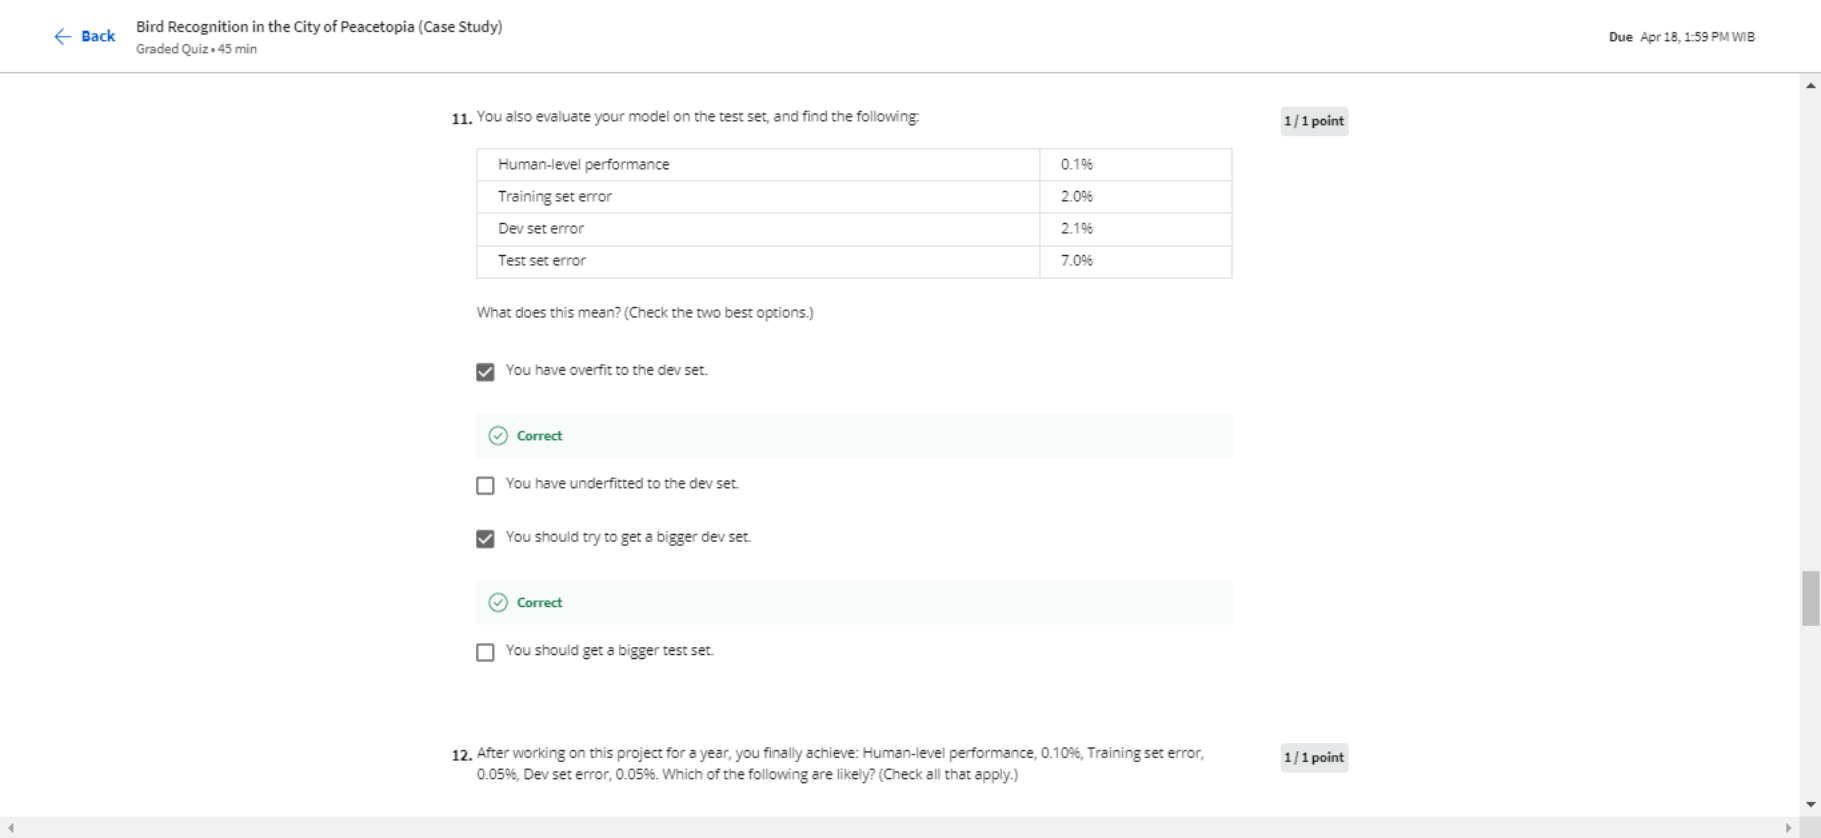 Back
Bird Recognition in the City of Peacetopia (Case Study)
Graded Quiz • 45 min
Due Apr 18, 1:59 PM WIB
11. You also evaluate your model on the test set, and find the following:
1 / 1 point
Human-level performance 0.1%
Training set error 2.0%
Dev set error 2.1%
Test set error 7.0%
What does this mean? (Check the two best options.)
You have overfit to the dev set.
Correct
You have underfitted to the dev set.
You should try to get a bigger dev set.
Correct
You should get a bigger test set.
12. After working on this project for a year, you finally achieve: Human-level performance, 0.10%, Training set error,
0.05%, Dev set error, 0.05%. Which of the following are likely? (Check all that apply.)
1 / 1 point